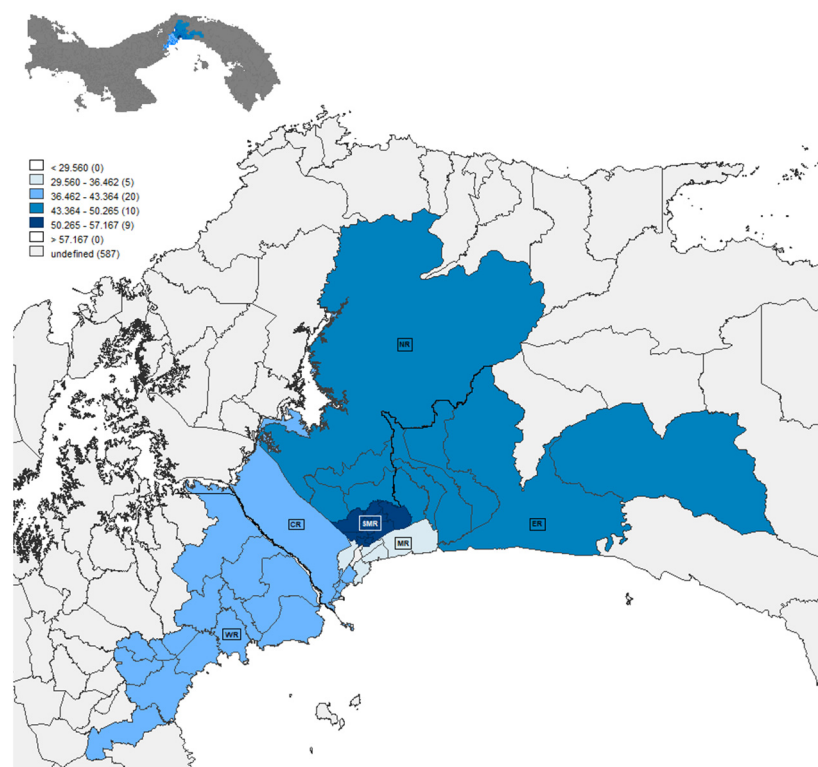 < 29.560 (0)
29.560 - 36.462 (5)
36.462 - 43.364 (20)
43.364 - 50.265 (10)
50.265 - 57.167 (9)
> 57.167 (0)
undefined (587)
NR
CR
SMR
ER
MR
WR